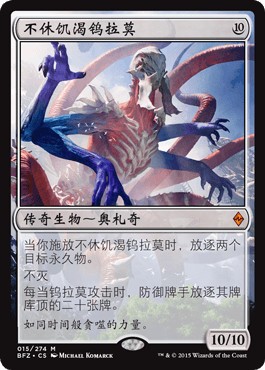 不休饥渴钨拉莫
10
传奇生物～奥札奇
当你施放不休饥渴钨拉莫时，放逐两个
目标永久物。
不灭
每当钨拉莫攻击时，防御牌手放逐其牌
库顶的二十张牌。
如同时间般贪噬的力量。
10/10
015/274 M
BFZ • CS MICHAEL KOMARCK
™ & © 2015 Wizards of the Coast